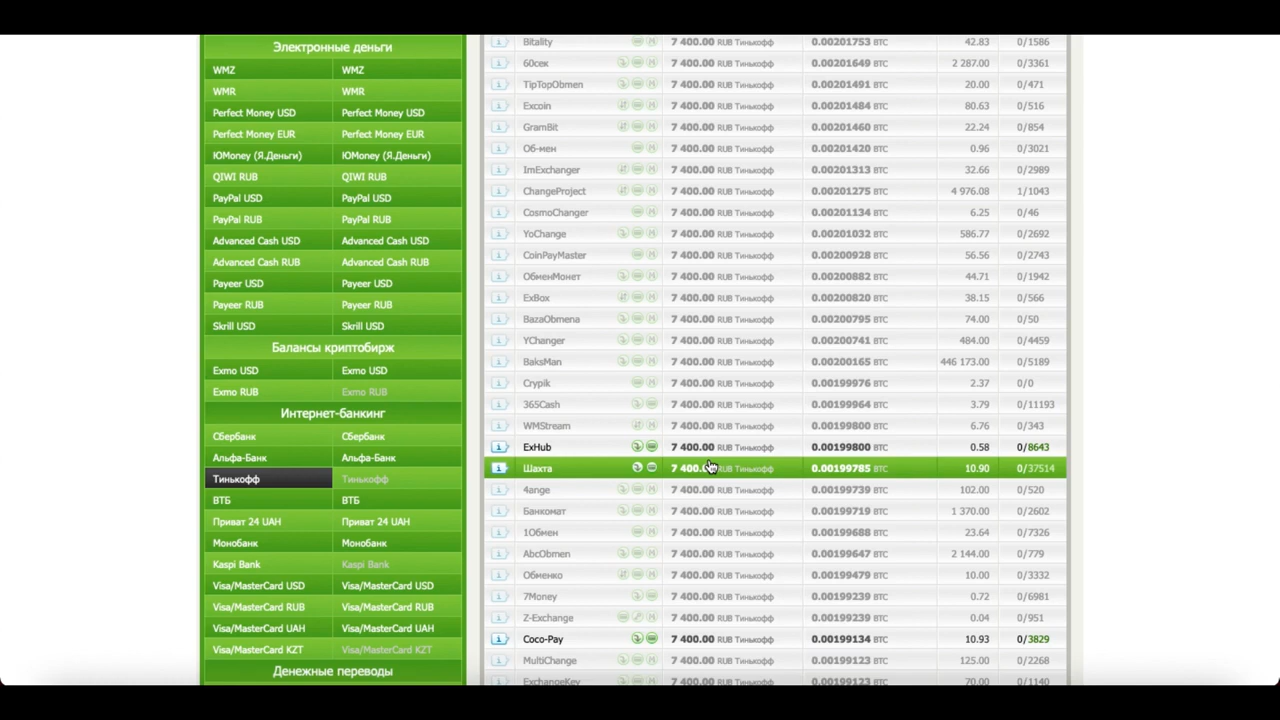 Электронные деньги
WMZ WMZ
WMR WMR
Perfect Money USD Perfect Money USD
Perfect Money EUR Perfect Money EUR
ЮMoney (Я.Деньги) ЮMoney (Я.Деньги)
QIWI RUB QIWI RUB
PayPal USD PayPal USD
PayPal RUB PayPal RUB
Advanced Cash USD Advanced Cash USD
Advanced Cash RUB Advanced Cash RUB
Payeer USD Payeer USD
Payeer RUB Payeer RUB
Skrill USD Skrill USD
Балансы криптобирж
Exmo USD Exmo USD
Exmo RUB Exmo RUB
Интернет-банкинг
Сбербанк Сбербанк
Альфа-Банк Альфа-Банк
Тинькофф Тинькофф
ВТБ ВТБ
Приват 24 UAH Приват 24 UAH
Монобанк Монобанк
Kaspi Bank Kaspi Bank
Visa/MasterCard USD Visa/MasterCard USD
Visa/MasterCard RUB Visa/MasterCard RUB
Visa/MasterCard UAH Visa/MasterCard UAH
Visa/MasterCard KZT Visa/MasterCard KZT
Денежные переводы
Bitality 7 400.00 RUB Тинькофф 0.00201753 BTC 42.83 0/1586
60сек 7 400.00 RUB Тинькофф 0.00201649 BTC 2 287.00 0/3361
TipTopObmen 7 400.00 RUB Тинькофф 0.00201491 BTC 20.00 0/471
Excoin 7 400.00 RUB Тинькофф 0.00201484 BTC 80.63 0/516
GramBit 7 400.00 RUB Тинькофф 0.00201460 BTC 22.24 0/854
Об-мен 7 400.00 RUB Тинькофф 0.00201420 BTC 0.96 0/3021
ImExchanger 7 400.00 RUB Тинькофф 0.00201313 BTC 32.66 0/2989
ChangeProject 7 400.00 RUB Тинькофф 0.00201275 BTC 4 976.08 1/1043
CosmoChanger 7 400.00 RUB Тинькофф 0.00201134 BTC 6.25 0/46
YoChange 7 400.00 RUB Тинькофф 0.00201032 BTC 586.77 0/2692
CoinPayMaster 7 400.00 RUB Тинькофф 0.00200928 BTC 56.56 0/2743
ОбменМонет 7 400.00 RUB Тинькофф 0.00200882 BTC 44.71 0/1942
ExBox 7 400.00 RUB Тинькофф 0.00200820 BTC 38.15 0/566
BazaObmena 7 400.00 RUB Тинькофф 0.00200795 BTC 74.00 0/50
YChanger 7 400.00 RUB Тинькофф 0.00200741 BTC 484.00 0/4459
BaksMan 7 400.00 RUB Тинькофф 0.00200165 BTC 446 173.00 0/5189
Crypik 7 400.00 RUB Тинькофф 0.00199976 BTC 2.37 0/0
365Cash 7 400.00 RUB Тинькофф 0.00199964 BTC 3.79 0/11193
WMStream 7 400.00 RUB Тинькофф 0.00199800 BTC 6.76 0/343
ExHub 7 400.00 RUB Тинькофф 0.00199800 BTC 0.58 0/8643
Шахта 7 400. RUB Тинькофф 0.00199785 BTC 10.90 0/37514
4ange 7 400.00 RUB Тинькофф 0.00199739 BTC 102.00 0/520
Банкомат 7 400.00 RUB Тинькофф 0.00199719 BTC 1 370.00 0/2602
1Обмен 7 400.00 RUB Тинькофф 0.00199688 BTC 23.64 0/7326
AbcObmen 7 400.00 RUB Тинькофф 0.00199647 BTC 2 144.00 0/779
Обменко 7 400.00 RUB Тинькофф 0.00199479 BTC 10.00 0/3332
7Money 7 400.00 RUB Тинькофф 0.00199239 BTC 0.72 0/6981
Z-Exchange 7 400.00 RUB Тинькофф 0.00199239 BTC 0.04 0/951
Coco-Pay 7 400.00 RUB Тинькофф 0.00199134 BTC 10.93 0/3829
MultiChange 7 400.00 RUB Тинькофф 0.00199123 BTC 125.00 0/2268
ExchangeKey 7 400.00 RUB Тинькофф 0.00199123 BTC 70.00 0/1140